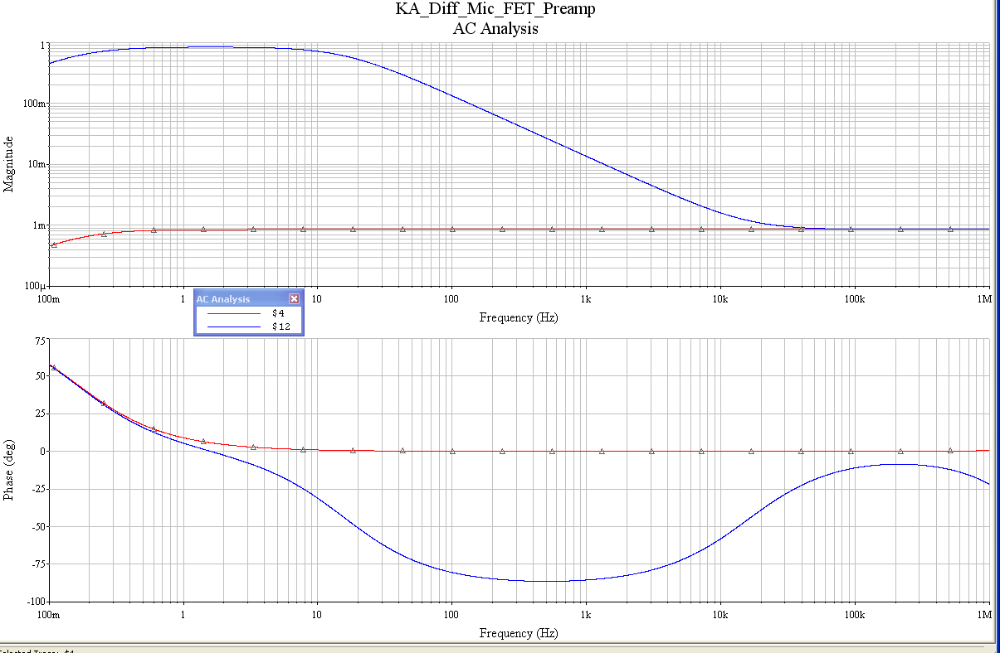 KA_Diff_Mic_FET_Preamp
AC Analysis
Magnitude
1
100m
10m
1m
100µ
100m 1 10 100 1k 10k 100k 1M
Frequency (Hz)
AC Analysis
$4
$12
Phase (deg)
75
50
25
0
-25
-50
-75
-100
100m 1 10 100 1k 10k 100k 1M
Frequency (Hz)